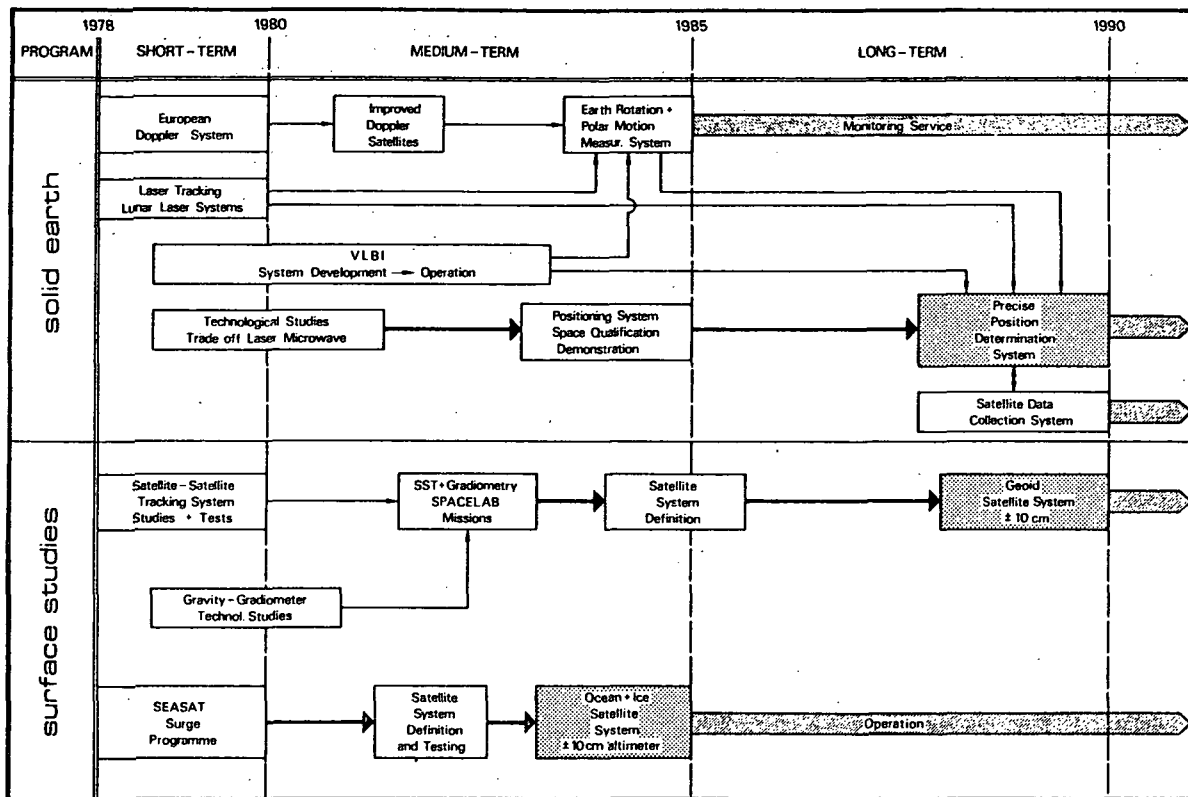 1978
1980
1985
1990
PROGRAM
SHORT-TERM
MEDIUM-TERM
LONG-TERM
solid earth
European
Doppler System
Improved
Doppler
Satellites
Earth Rotation +
Polar Motion
Measur. System
Monitoring Service
Laser Tracking
Lunar Laser Systems
VLBI
System Development → Operation
Technological Studies
Trade off Laser Microwave
Positioning System
Space Qualification
Demonstration
Precise
Position
Determination
System
Satellite Data
Collection System
surface studies
Satellite-Satellite
Tracking System
Studies + Tests
SST+Gradiometry
SPACELAB
Missions
Satellite
System
Definition
Geoid
Satellite System
± 10 cm
Gravity-Gradiometer
Technol. Studies
SEASAT
Surge
Programme
Satellite
System
Definition
and Testing
Ocean + Ice
Satellite
System
± 10cm altimeter
Operation